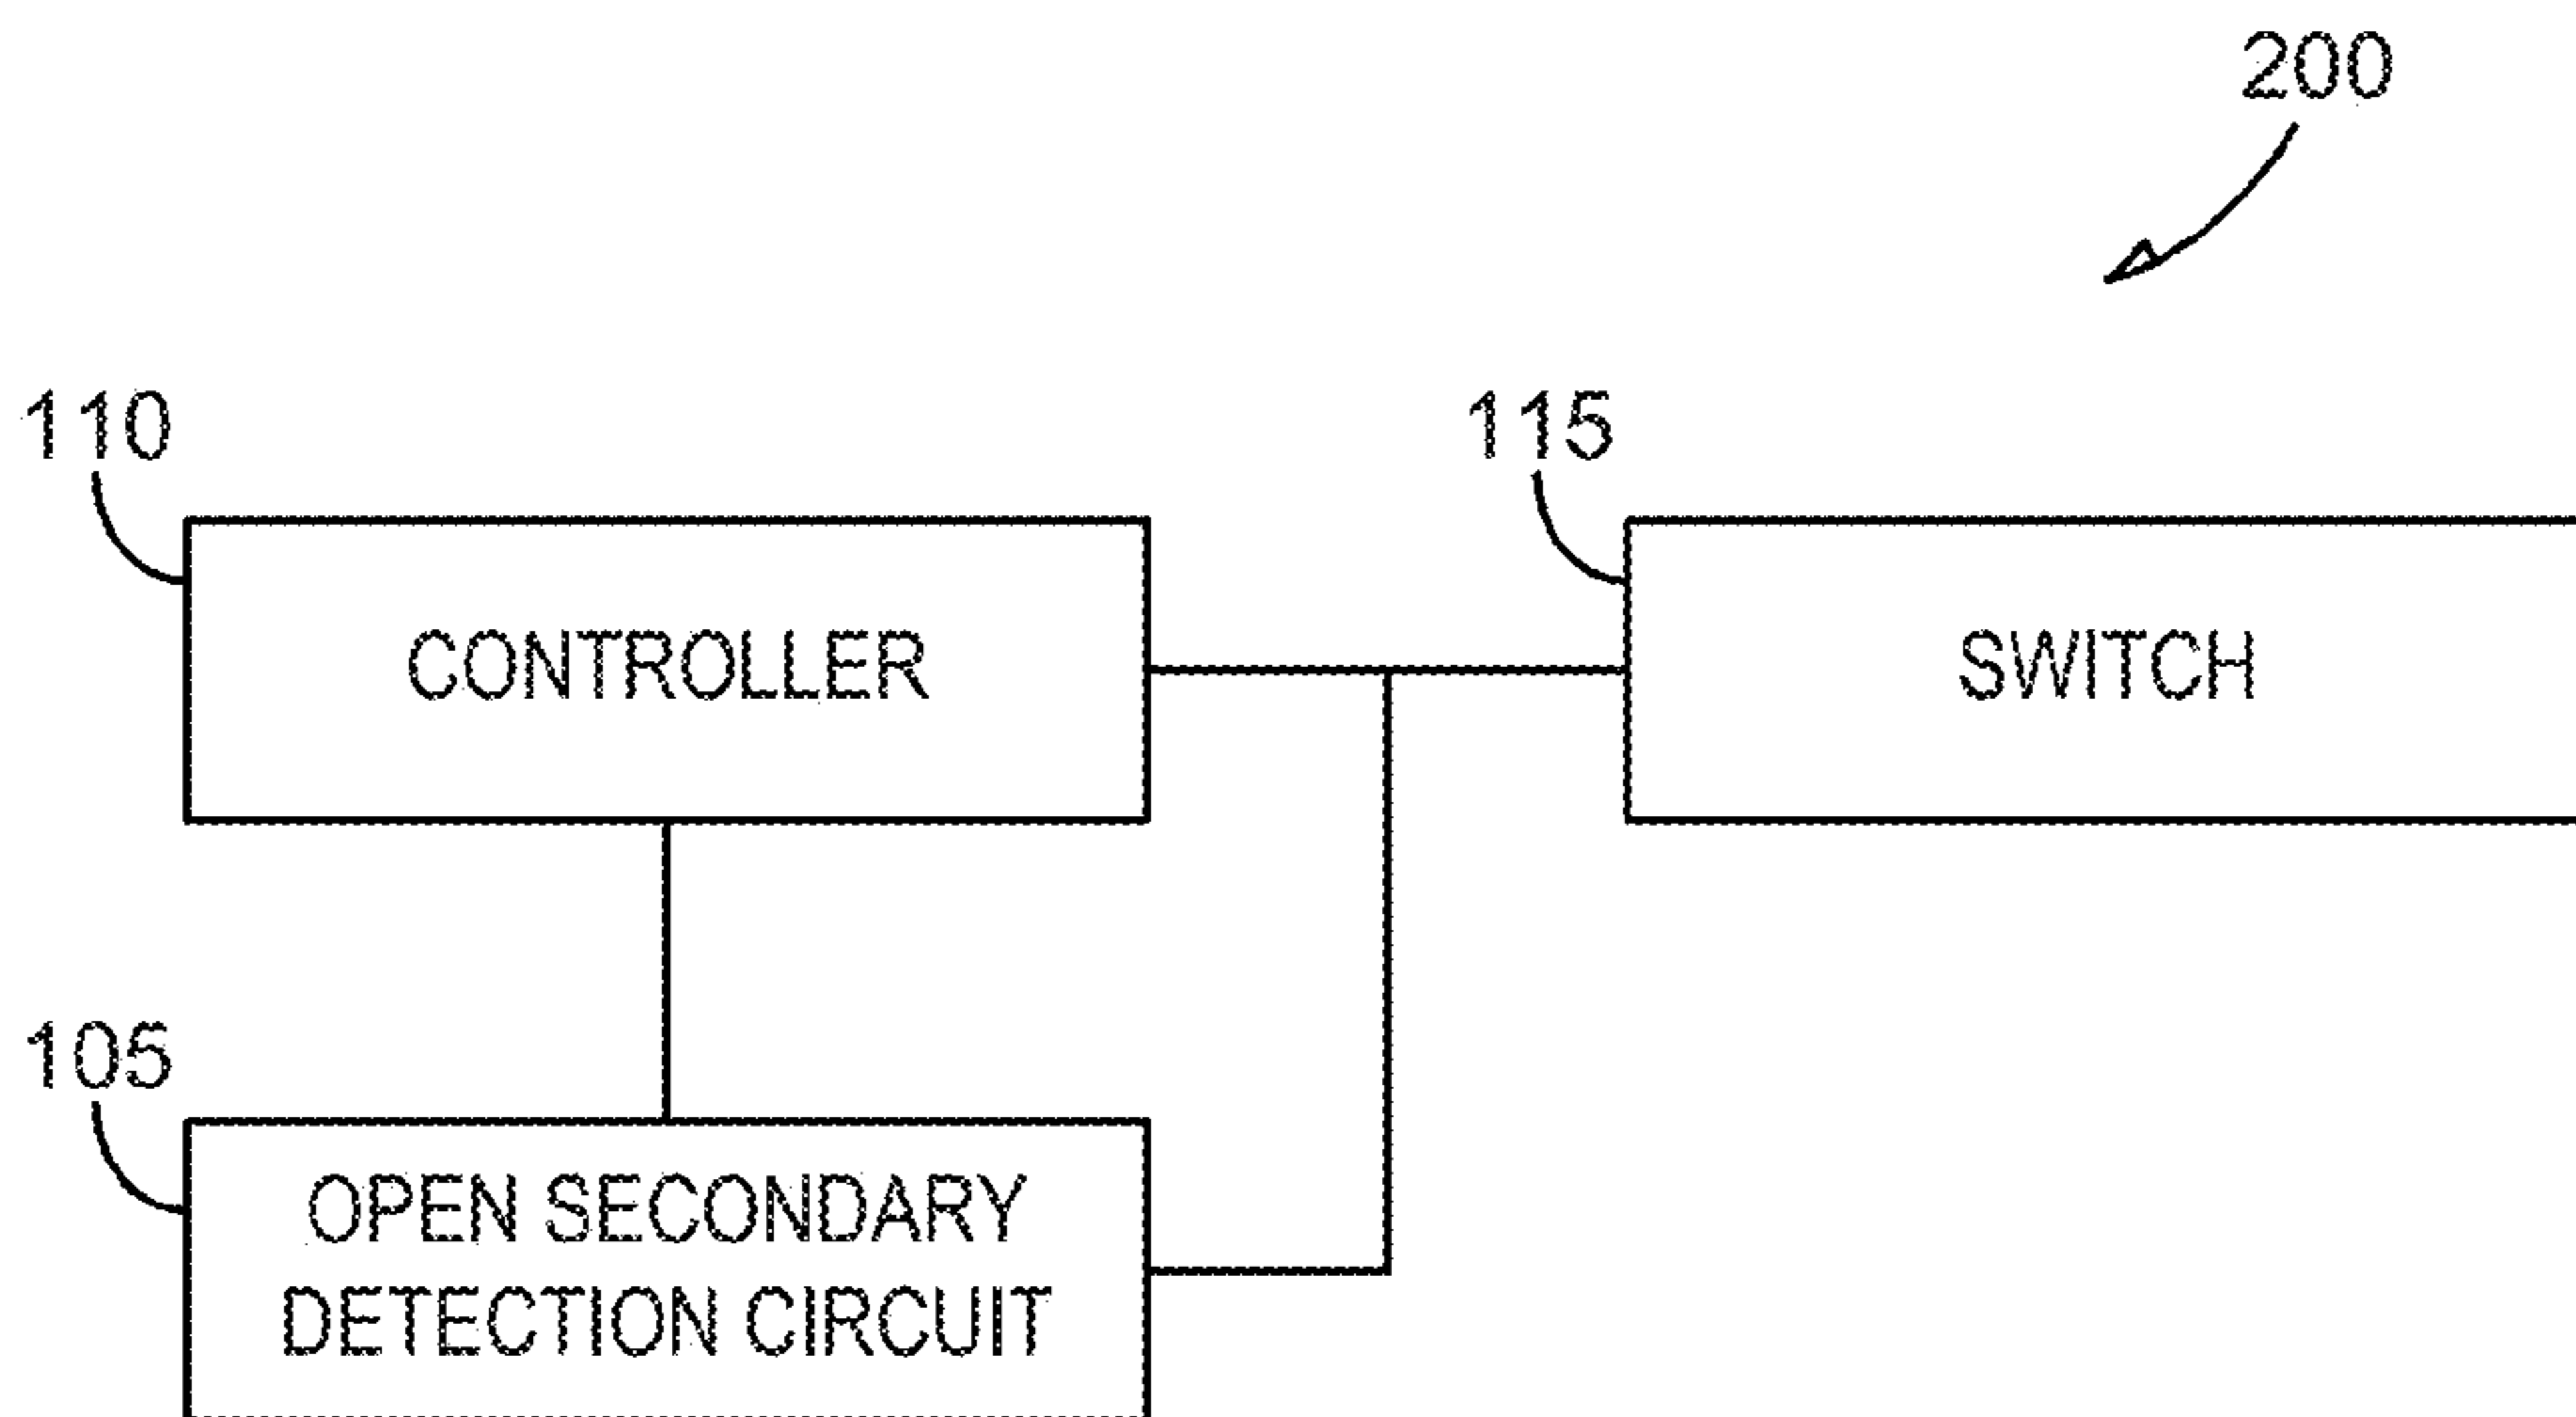 200
110
115
CONTROLLER
SWITCH
105
OPEN SECONDARY
DETECTION CIRCUIT